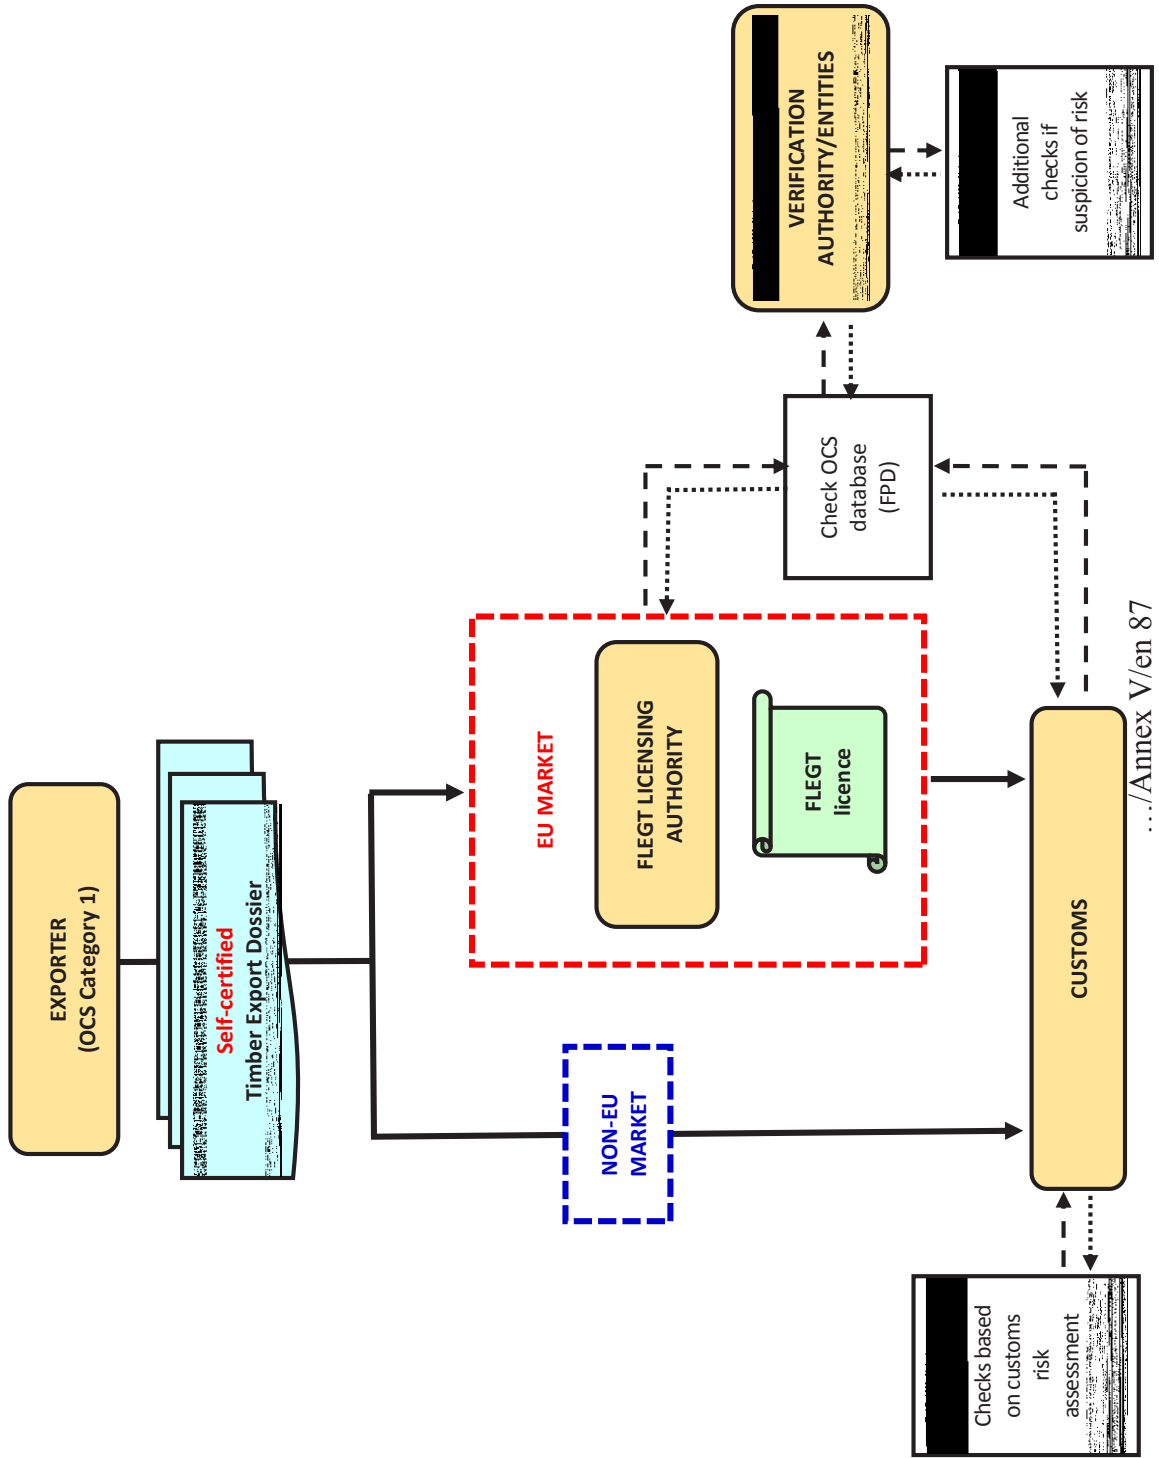 EXPORTER
(OCS Category 1)
Self-certified
Timber Export Dossier
NON-EU
MARKET
EU MARKET
FLEGT LICENSING
AUTHORITY
FLEGT
licence
Check OCS
database
(FPD)
VERIFICATION
AUTHORITY/ENTITIES
Additional
checks if
suspicion of risk
CUSTOMS
Checks based
on customs
risk
assessment
…./Annex V/en 87